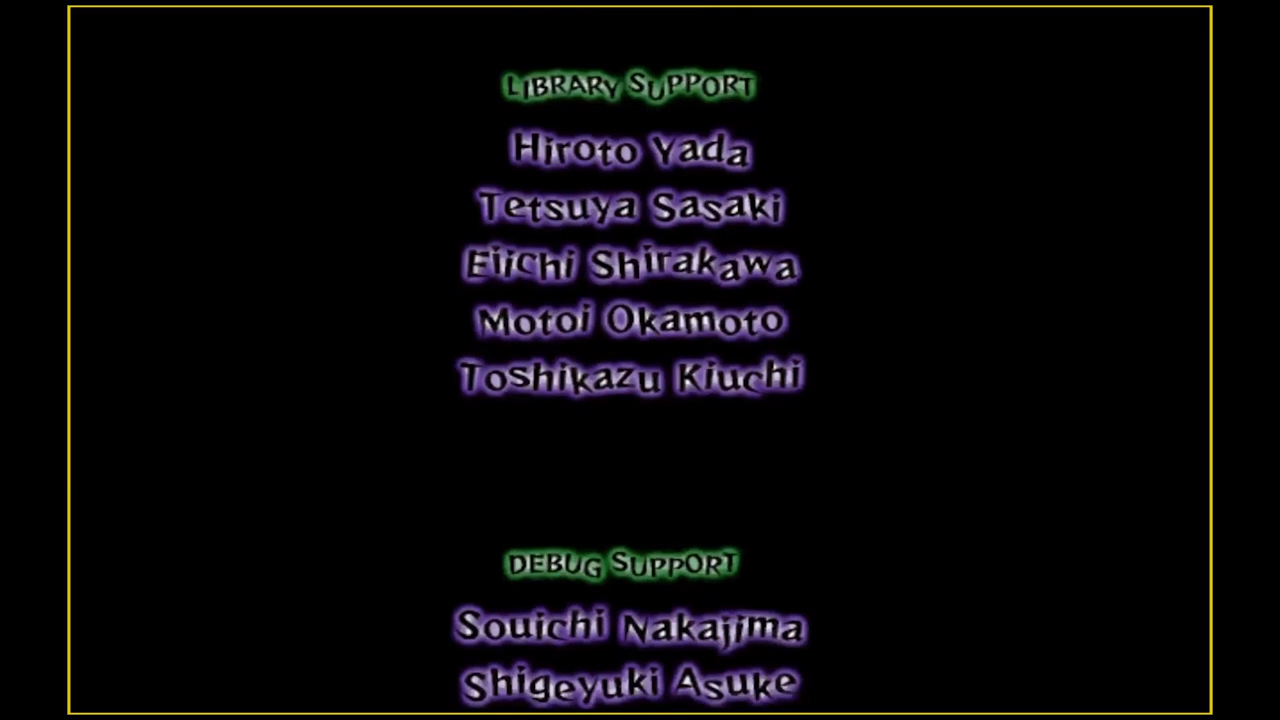 LIBRARY SUPPORT
Hiroto Yada
Tetsuya Sasaki
Eiichi Shirakawa
Motoi Okamoto
Toshikazu Kiuchi
DEBUG SUPPORT
Souichi Nakajima
Shigeyuki Asuke